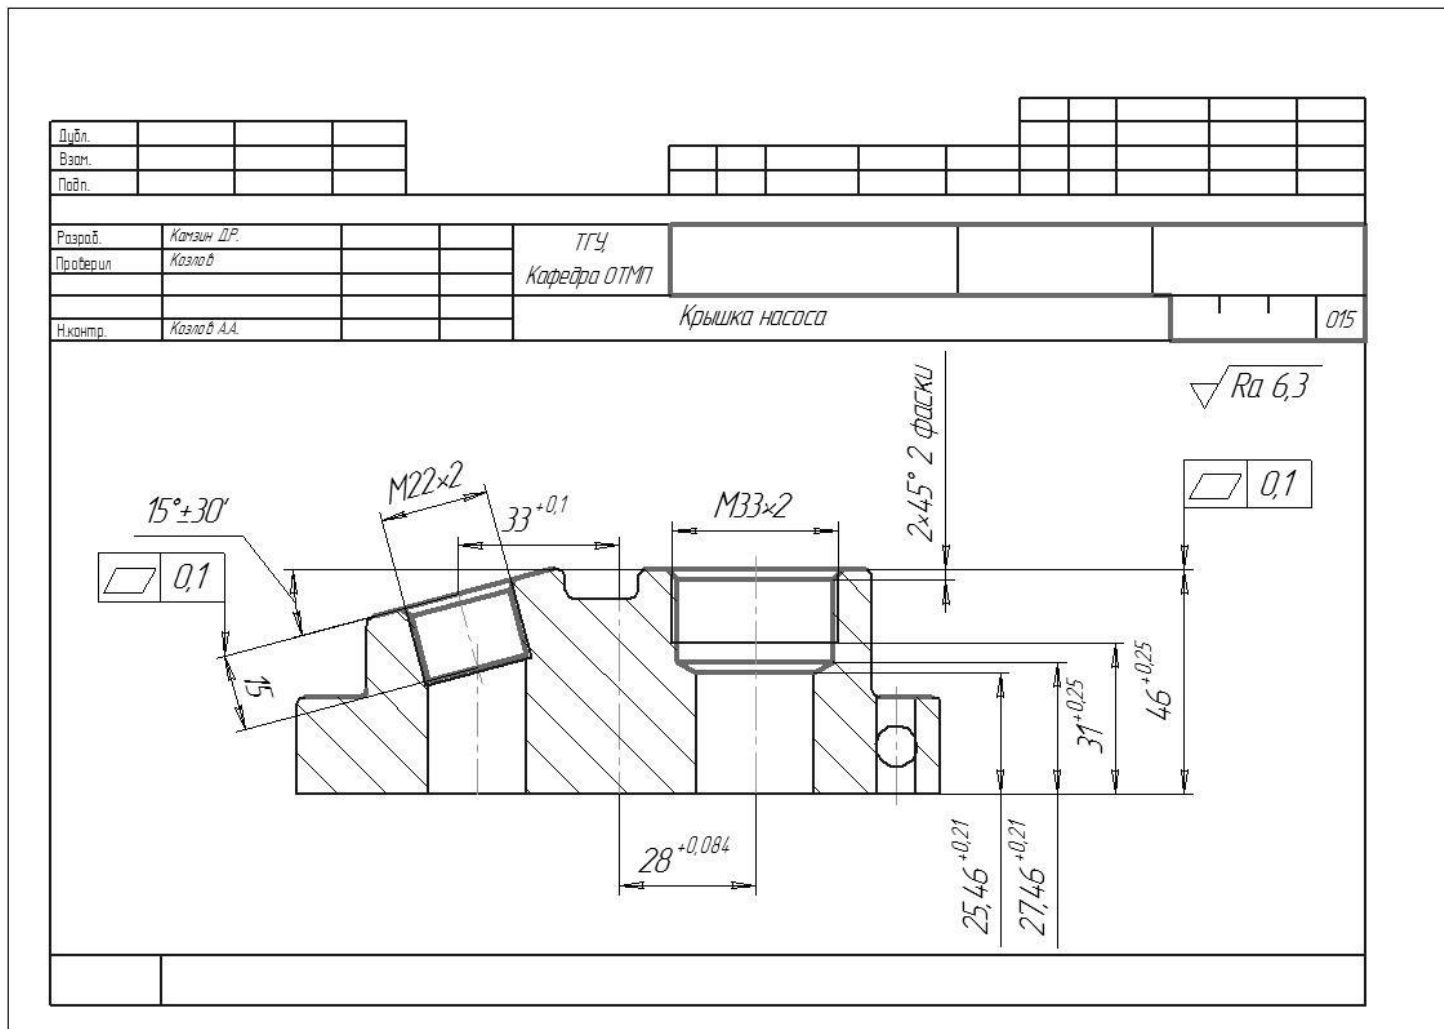 Дубл.
Взам.
Подп.
Разраб. Камзин Д.Р.
Проверил Козлов
Н.контр. Козлов А.А.
ТГУ,
Кафедра ОТМП
Крышка насоса
015
Ra 6,3
2×45° 2 фаски
0,1
M22×2
33 +0,1
M33×2
15°±30'
0,1
15
46 +0,25
31 +0,25
28 +0,084
25,46 +0,21
27,46 +0,21